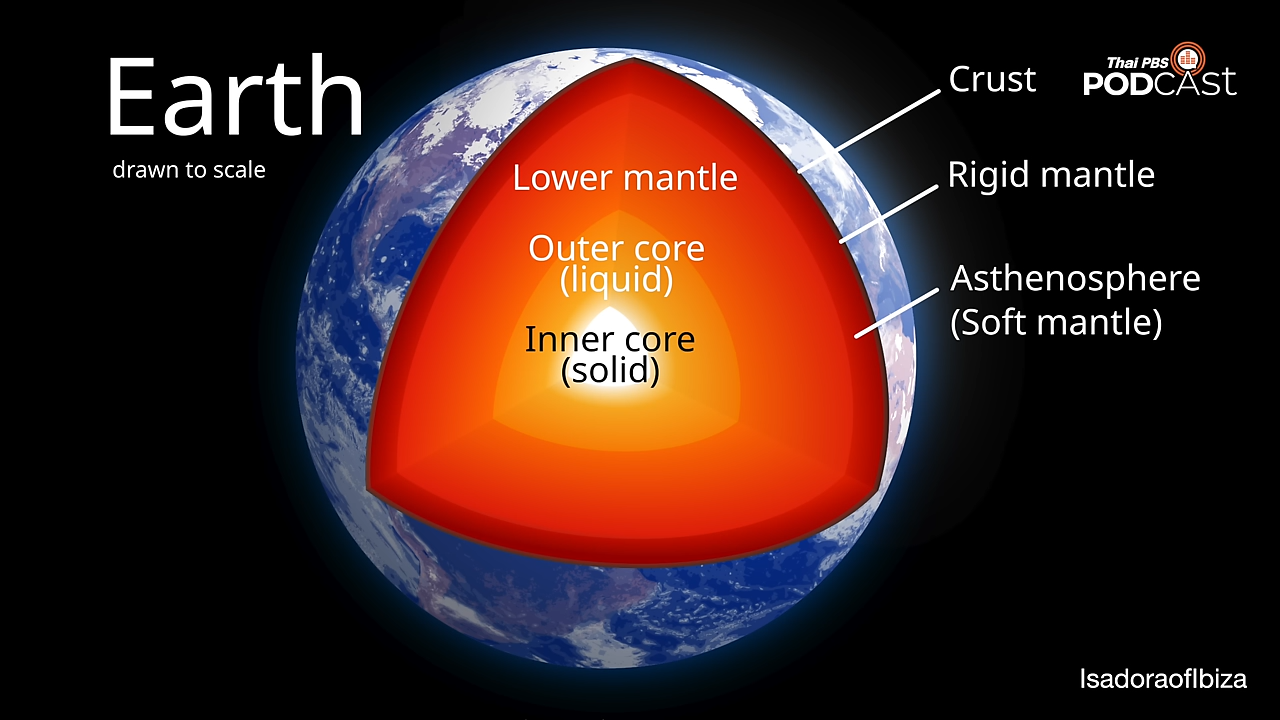 Earth
drawn to scale
Crust
Thai PBS
PODCAST
Rigid mantle
Lower mantle
Outer core
(liquid)
Asthenosphere
(Soft mantle)
Inner core
(solid)
IsadoraofIbiza